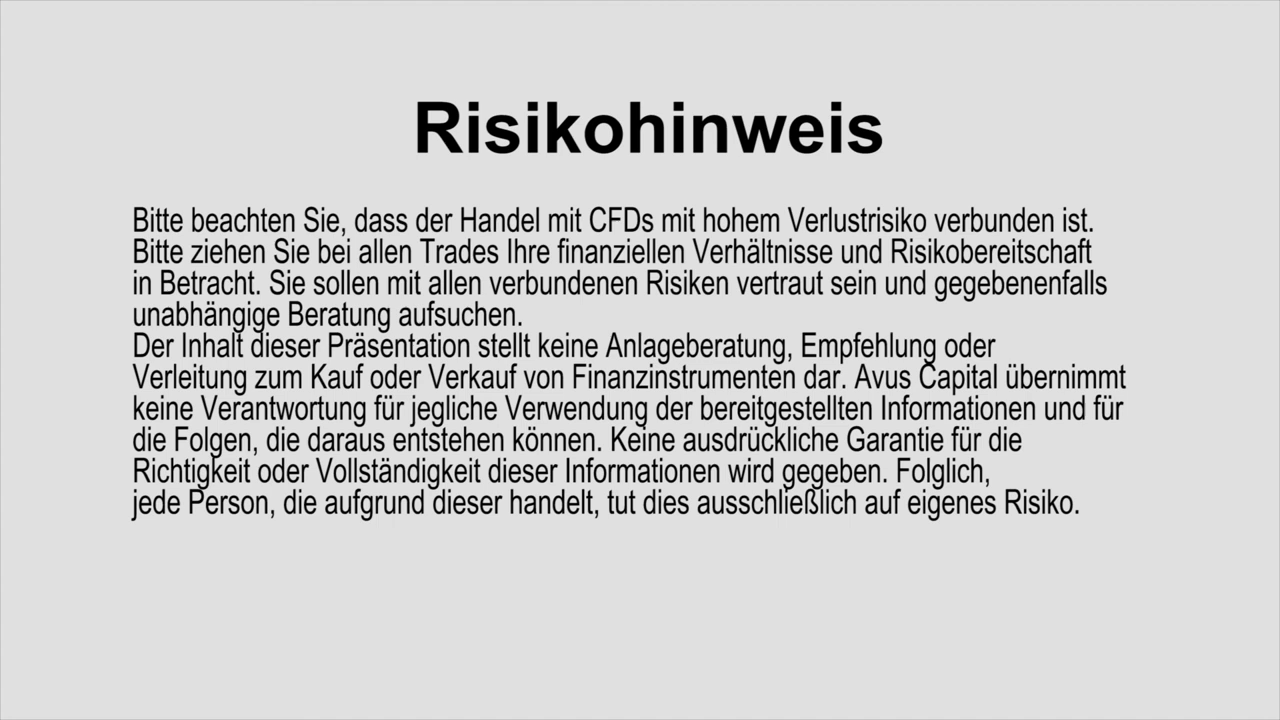 Risikohinweis
Bitte beachten Sie, dass der Handel mit CFDs mit hohem Verlustrisiko verbunden ist.
Bitte ziehen Sie bei allen Trades Ihre finanziellen Verhältnisse und Risikobereitschaft
in Betracht. Sie sollen mit allen verbundenen Risiken vertraut sein und gegebenenfalls
unabhängige Beratung aufsuchen.
Der Inhalt dieser Präsentation stellt keine Anlageberatung, Empfehlung oder
Verleitung zum Kauf oder Verkauf von Finanzinstrumenten dar. Avus Capital übernimmt
keine Verantwortung für jegliche Verwendung der bereitgestellten Informationen und für
die Folgen, die daraus entstehen können. Keine ausdrückliche Garantie für die
Richtigkeit oder Vollständigkeit dieser Informationen wird gegeben. Folglich,
jede Person, die aufgrund dieser handelt, tut dies ausschließlich auf eigenes Risiko.